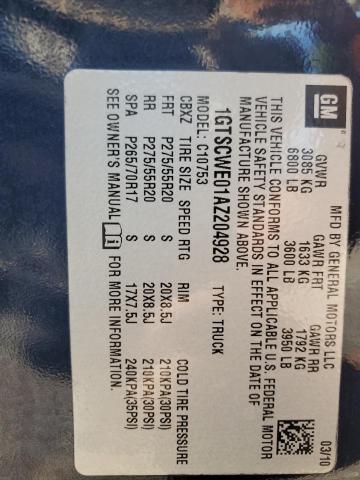 GM
MFD BY GENERAL MOTORS LLC
03/10
GVWR GAWR FRT GAWR RR
3085 KG 1633 KG 1792 KG
6800 LB 3600 LB 3950 LB
THIS VEHICLE CONFORMS TO ALL APPLICABLE U.S. FEDERAL MOTOR
VEHICLE SAFETY STANDARDS IN EFFECT ON THE DATE OF
MANUFACTURE SHOWN ABOVE.
1GTSCWE01AZ204928 TYPE: TRUCK
MODEL: C10753
CBXZ TIRE SIZE SPEED RTG RIM COLD TIRE PRESSURE
FRT P275/55R20 S 20X8.5J 210KPA(30PSI)
RR P275/55R20 S 20X8.5J 210KPA(30PSI)
SPA P265/70R17 S 17X7.5J 240KPA(35PSI)
SEE OWNER'S MANUAL FOR MORE INFORMATION.